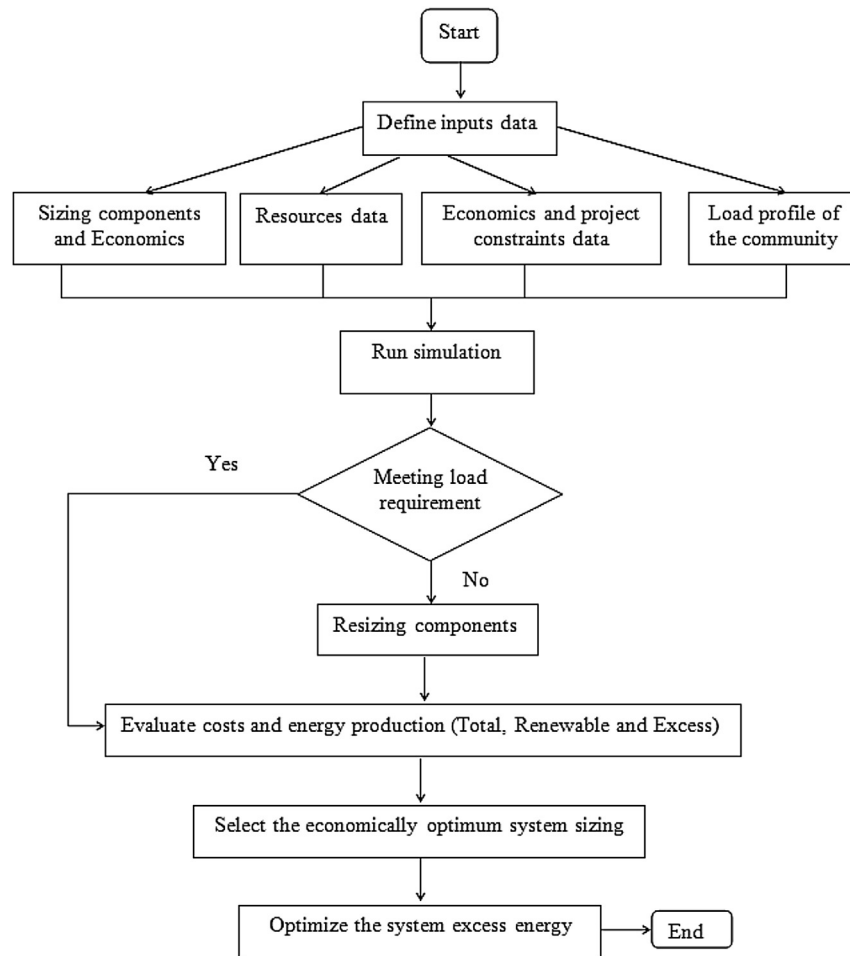 Start
Define inputs data
Sizing components
and Economics
Resources data
Economics and project
constraints data
Load profile of
the community
Run simulation
Yes
Meeting load
requirement
No
Resizing components
Evaluate costs and energy production (Total, Renewable and Excess)
Select the economically optimum system sizing
Optimize the system excess energy
End